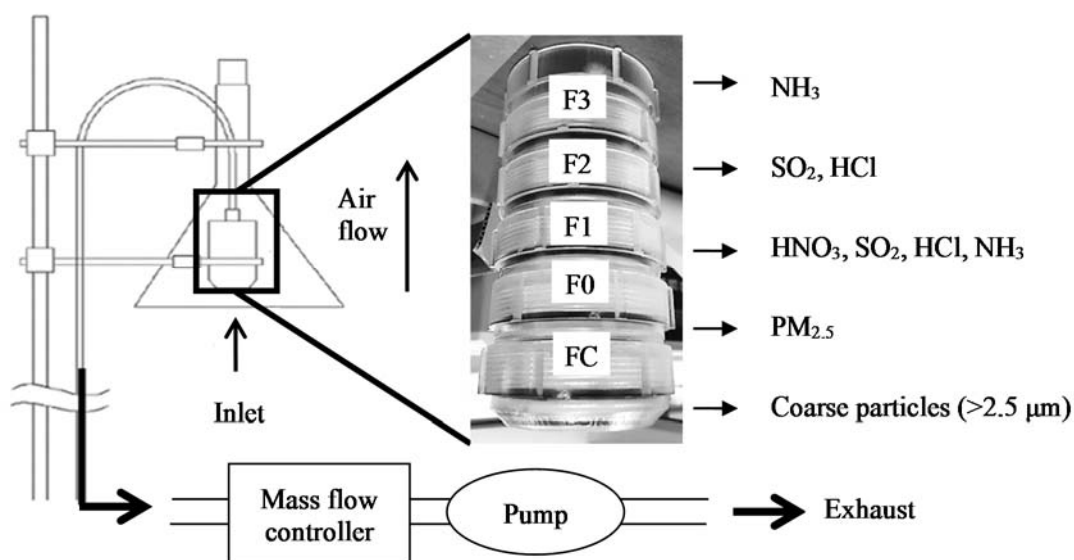 F3
NH₃
F2
SO₂, HCl
Air
flow
F1
HNO₃, SO₂, HCl, NH₃
F0
PM₂.₅
FC
Inlet
Coarse particles (>2.5 μm)
Mass flow
controller
Pump
Exhaust